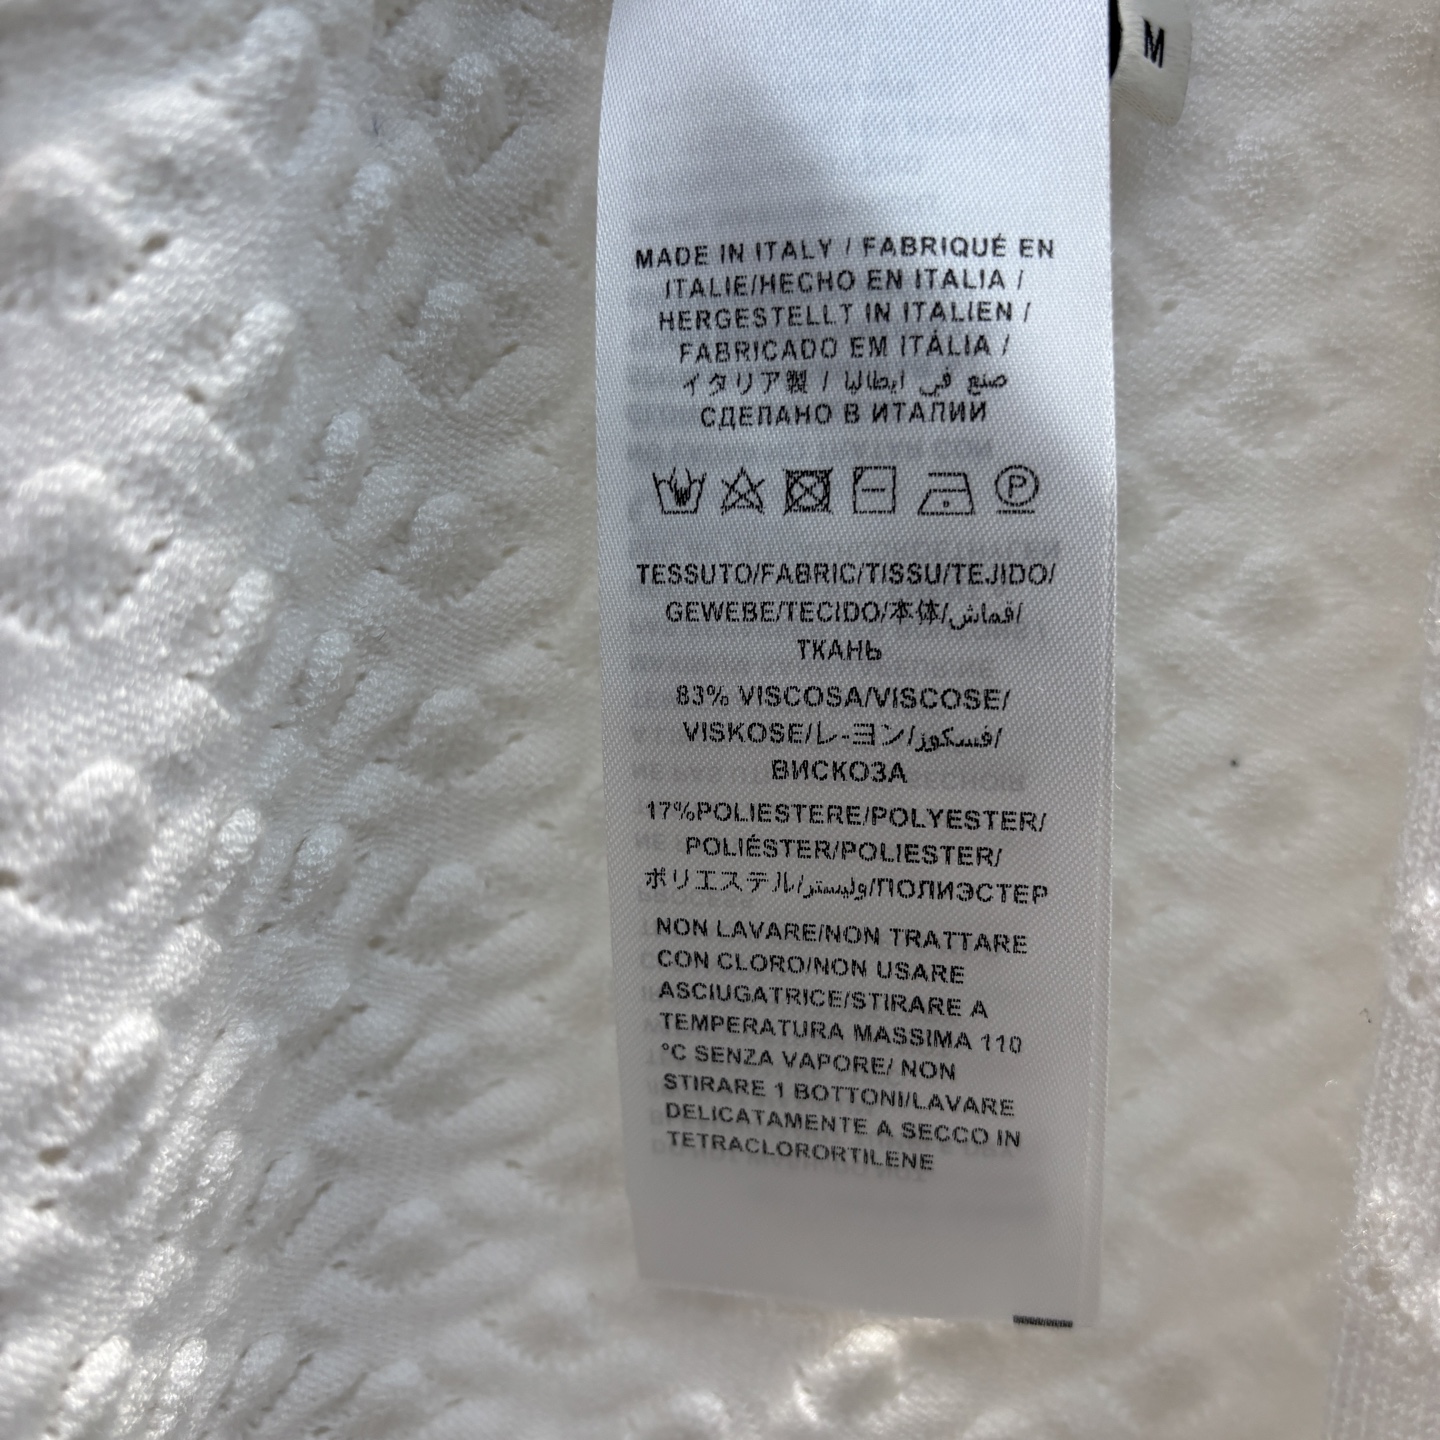 M
MADE IN ITALY / FABRIQUÉ EN
ITALIE/HECHO EN ITALIA /
HERGESTELLT IN ITALIEN /
FABRICADO EM ITÁLIA /
イタリア製 / صنع في ايطاليا
СДЕЛАНО В ИТАЛИИ
P
TESSUTO/FABRIC/TISSU/TEJIDO/
GEWEBE/TECIDO/本体/قماش/
ТКАНЬ
83% VISCOSA/VISCOSE/
VISKOSE/レ-ヨン/فسكوز/
ВИСКОЗА
17%POLIESTERE/POLYESTER/
POLIÉSTER/POLIESTER/
ポリエステル/وليستر/ПОЛИЭСТЕР
NON LAVARE/NON TRATTARE
CON CLORO/NON USARE
ASCIUGATRICE/STIRARE A
TEMPERATURA MASSIMA 110
°C SENZA VAPORE/ NON
STIRARE 1 BOTTONI/LAVARE
DELICATAMENTE A SECCO IN
TETRACLORORTILENE